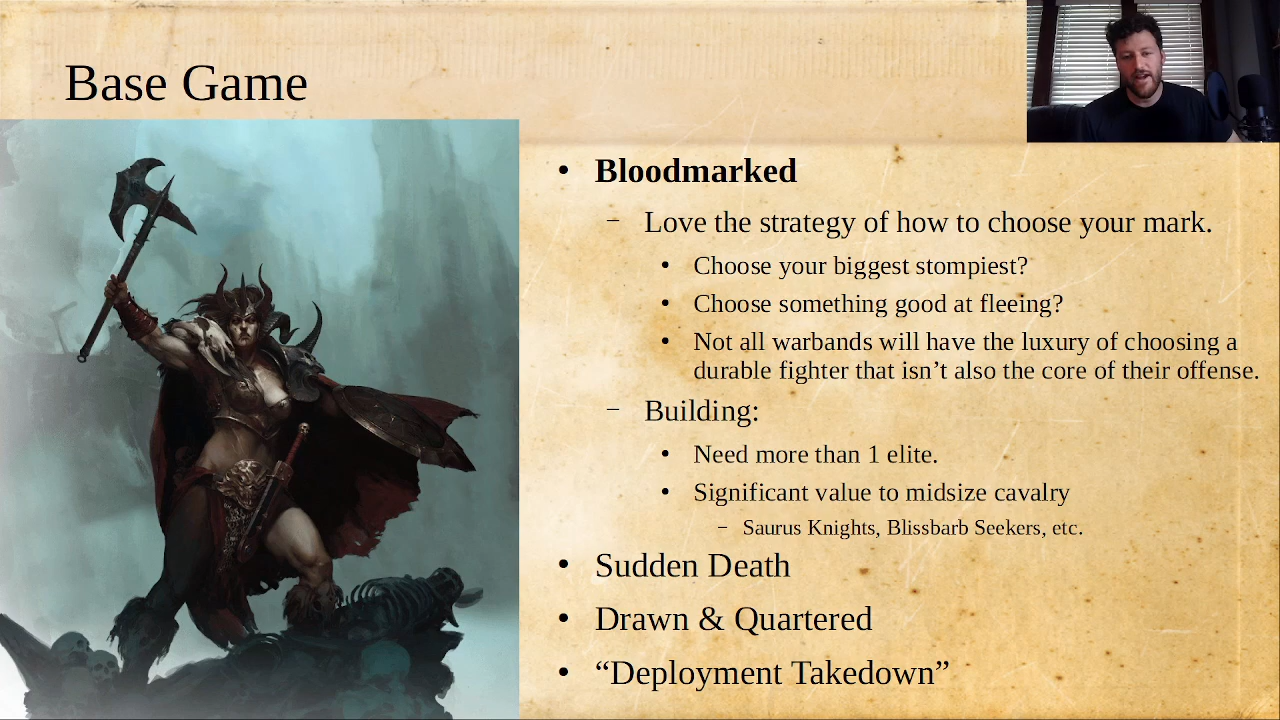 Base Game
• Bloodmarked
– Love the strategy of how to choose your mark.
• Choose your biggest stompiest?
• Choose something good at fleeing?
• Not all warbands will have the luxury of choosing a
durable fighter that isn’t also the core of their offense.
– Building:
• Need more than 1 elite.
• Significant value to midsize cavalry
– Saurus Knights, Blissbarb Seekers, etc.
• Sudden Death
• Drawn & Quartered
• “Deployment Takedown”